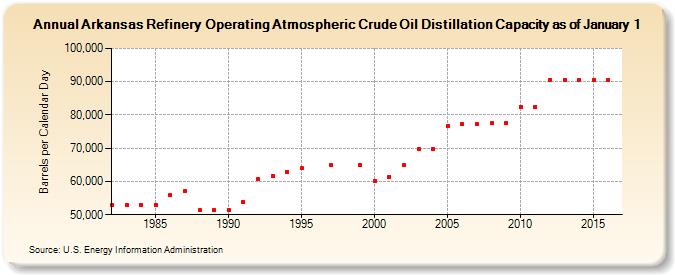 Annual Arkansas Refinery Operating Atmospheric Crude Oil Distillation Capacity as of January 1
Barrels per Calendar Day
100,000
90,000
80,000
70,000
60,000
50,000
1985 1990 1995 2000 2005 2010 2015
Source: U.S. Energy Information Administration